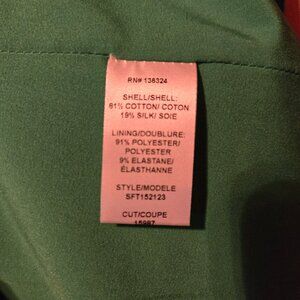 RN# 138324
SHELL/SHELL:
81% COTTON/ COTON
19% SILK/ SOIE
LINING/DOUBLURE:
91% POLYESTER/
POLYESTER
9% ELASTANE/
ÉLASTHANNE
STYLE/MODELE
SFT152123
CUT/COUPE